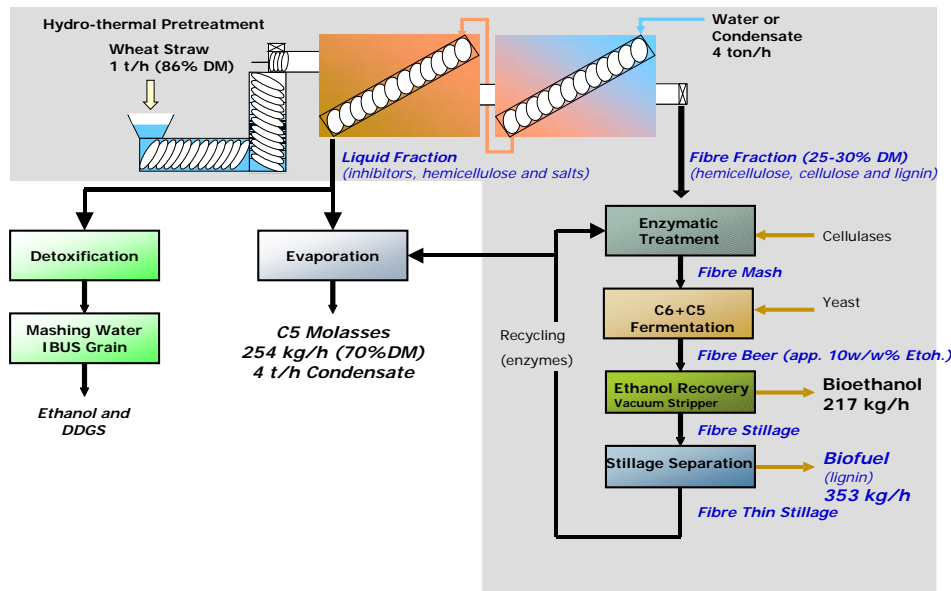 Hydro-thermal Pretreatment
Wheat Straw
1 t/h (86% DM)
Water or
Condensate
4 ton/h
Liquid Fraction
(inhibitors, hemicellulose and salts)
Fibre Fraction (25-30% DM)
(hemicellulose, cellulose and lignin)
Detoxification
Evaporation
Enzymatic
Treatment
Cellulases
Fibre Mash
Mashing Water
IBUS Grain
C5 Molasses
254 kg/h (70%DM)
4 t/h Condensate
Recycling
(enzymes)
C6+C5
Fermentation
Yeast
Fibre Beer (app. 10w/w% Etoh.)
Ethanol and
DDGS
Ethanol Recovery
Vacuum Stripper
Bioethanol
217 kg/h
Fibre Stillage
Stillage Separation
Biofuel
(lignin)
353 kg/h
Fibre Thin Stillage